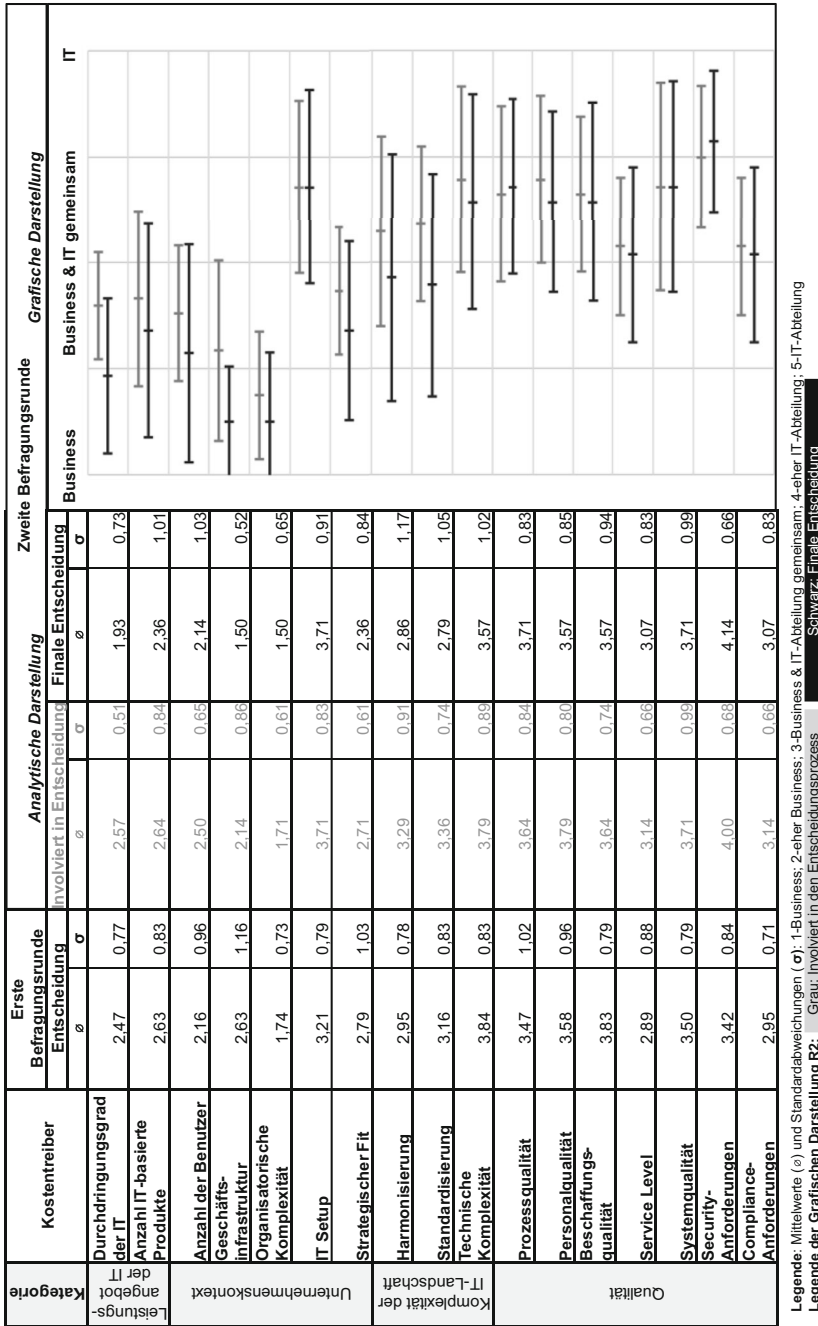 Kategorie
Kostentreiber
Erste
Befragungsrunde
Entscheidung
ø σ
Zweite Befragungsrunde
Analytische Darstellung
Involviert in Entscheidung
ø σ
Finale Entscheidung
ø σ
Grafische Darstellung
Business
Business & IT gemeinsam
IT
Leistungs-
angebot
der IT
Durchdringungsgrad
der IT
2,47 0,77 2,57 0,51 1,93 0,73
Anzahl IT-basierte
Produkte
2,63 0,83 2,64 0,84 2,36 1,01
Unternehmenskontext
Anzahl der Benutzer
2,16 0,96 2,50 0,65 2,14 1,03
Geschäfts-
infrastruktur
2,63 1,16 2,14 0,86 1,50 0,52
Organisatorische
Komplexität
1,74 0,73 1,71 0,61 1,50 0,65
IT Setup
3,21 0,79 3,71 0,83 3,71 0,91
Strategischer Fit
2,79 1,03 2,71 0,61 2,36 0,84
Komplexität der
IT-Landschaft
Harmonisierung
2,95 0,78 3,29 0,91 2,86 1,17
Standardisierung
3,16 0,83 3,36 0,74 2,79 1,05
Technische
Komplexität
3,84 0,83 3,79 0,89 3,57 1,02
Qualität
Prozessqualität
3,47 1,02 3,64 0,84 3,71 0,83
Personalqualität
3,58 0,96 3,79 0,80 3,57 0,85
Beschaffungs-
qualität
3,83 0,79 3,64 0,74 3,57 0,94
Service Level
2,89 0,88 3,14 0,66 3,07 0,83
Systemqualität
3,50 0,79 3,71 0,99 3,71 0,99
Security-
Anforderungen
3,42 0,84 4,00 0,68 4,14 0,66
Compliance-
Anforderungen
2,95 0,71 3,14 0,66 3,07 0,83
Legende: Mittelwerte (ø) und Standardabweichungen (σ): 1-Business; 2-eher Business; 3-Business & IT-Abteilung gemeinsam; 4-eher IT-Abteilung; 5-IT-Abteilung
Legende der Grafischen Darstellung R2: Grau: Involviert in den Entscheidungsprozess Schwarz: Finale Entscheidung